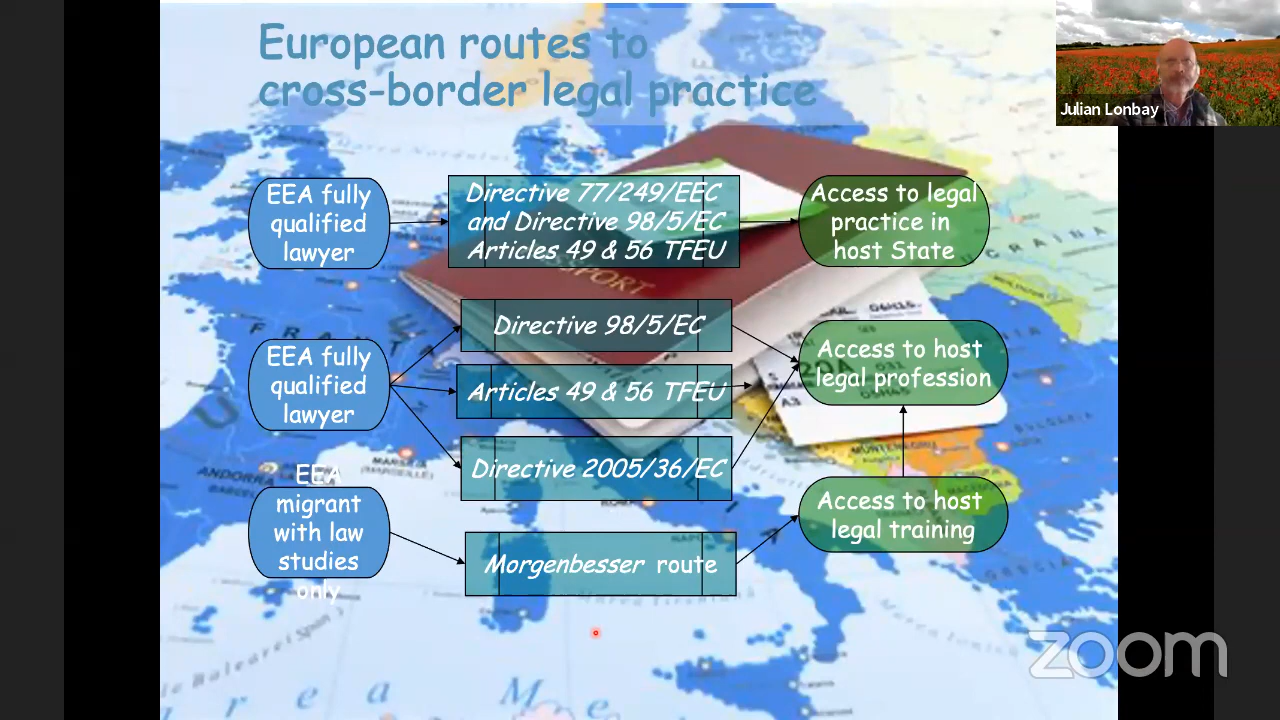 European routes to
cross-border legal practice
Julian Lonbay
EEA fully
qualified
lawyer
Directive 77/249/EEC
and Directive 98/5/EC
Articles 49 & 56 TFEU
Access to legal
practice in
host State
EEA fully
qualified
lawyer
Directive 98/5/EC
Articles 49 & 56 TFEU
Directive 2005/36/EC
Access to host
legal profession
EEA
migrant
with law
studies
only
Morgenbesser route
Access to host
legal training
zoom